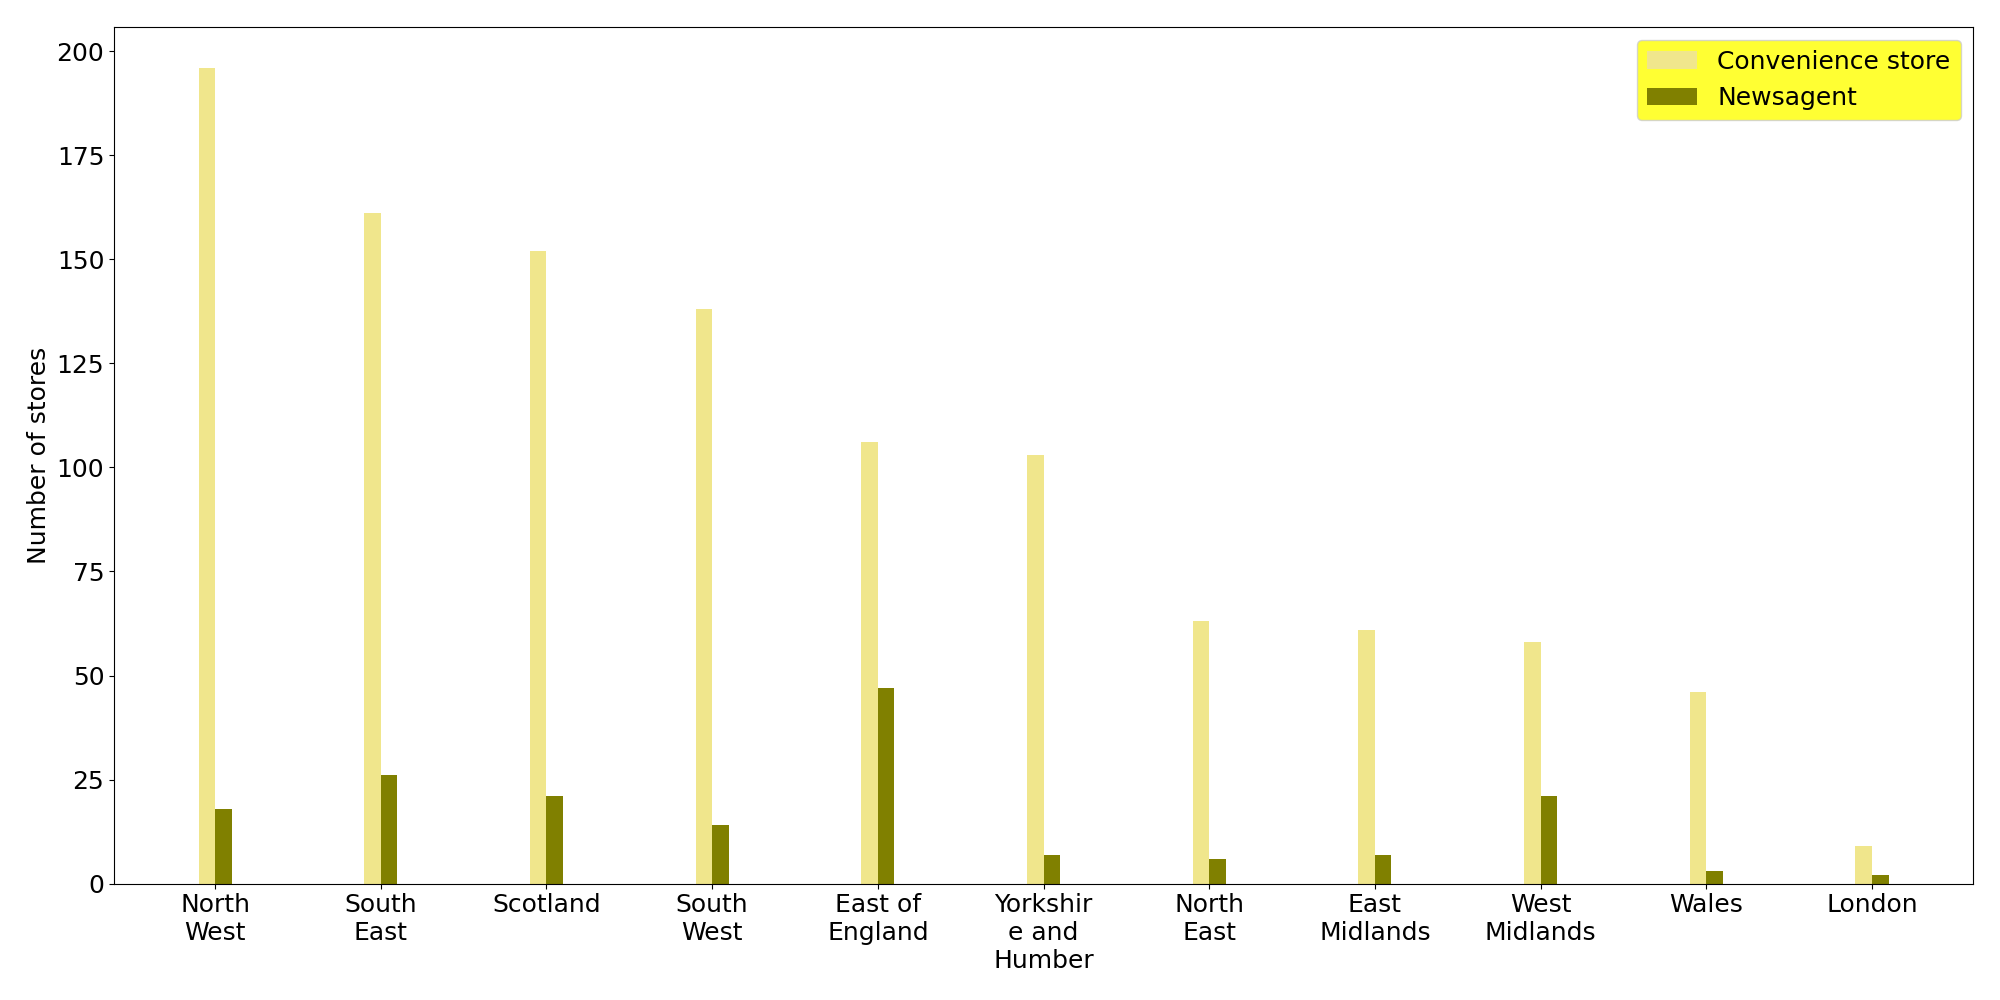 200
175
150
125
100
75
50
25
0
Number of stores
Convenience store
Newsagent
North
West
South
East
Scotland
South
West
East of
England
Yorkshir
e and
Humber
North
East
East
Midlands
West
Midlands
Wales
London